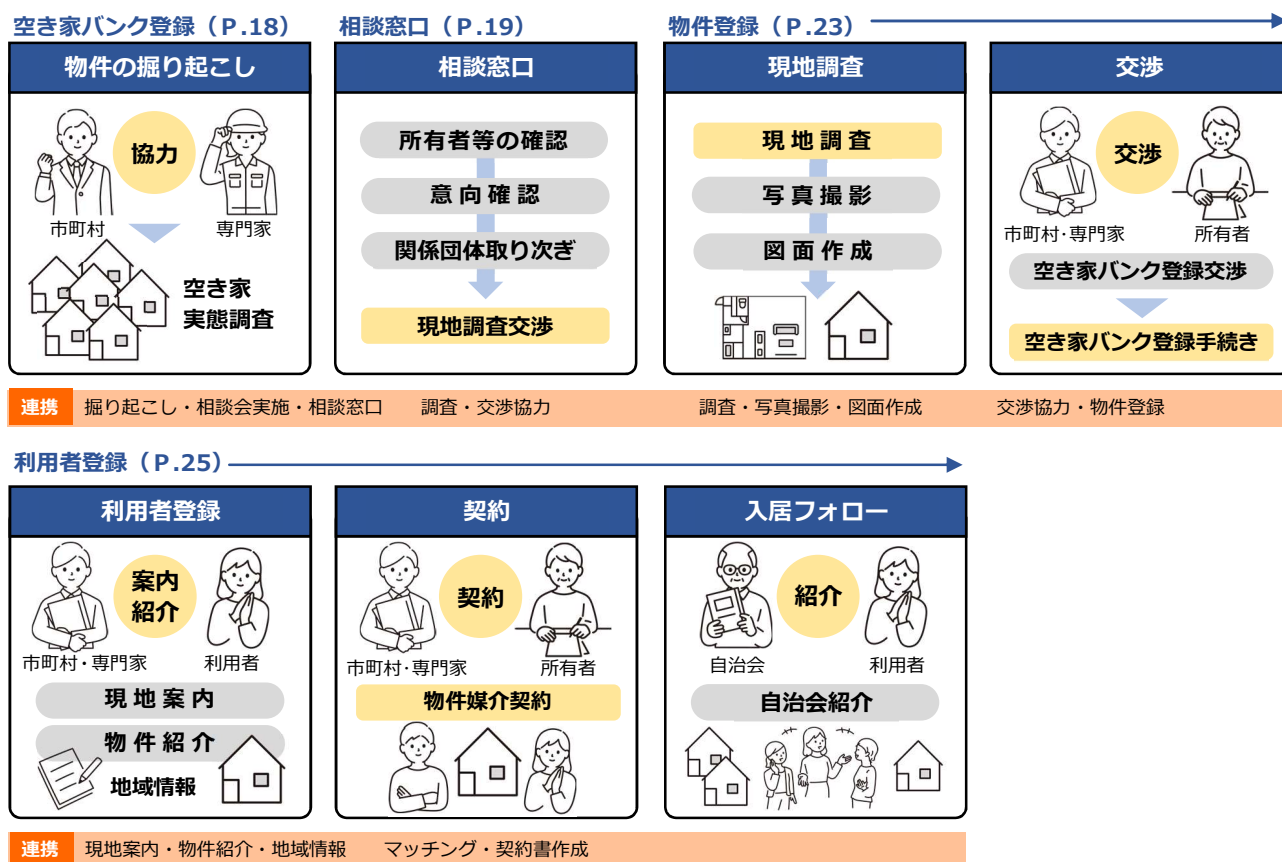 空き家バンク登録（P.18）
物件の掘り起こし
協力
市町村
専門家
空き家
実態調査
相談窓口（P.19）
相談窓口
所有者等の確認
意向確認
関係団体取り次ぎ
現地調査交渉
物件登録（P.23）
現地調査
現地調査
写真撮影
図面作成
交渉
交渉
市町村･専門家
所有者
空き家バンク登録交渉
空き家バンク登録手続き
連携 掘り起こし・相談会実施・相談窓口 調査・交渉協力 調査・写真撮影・図面作成 交渉協力・物件登録
利用者登録（P.25）
利用者登録
案内
紹介
市町村･専門家
利用者
現地案内
物件紹介
地域情報
契約
契約
市町村･専門家
所有者
物件媒介契約
入居フォロー
紹介
自治会
利用者
自治会紹介
連携 現地案内・物件紹介・地域情報 マッチング・契約書作成